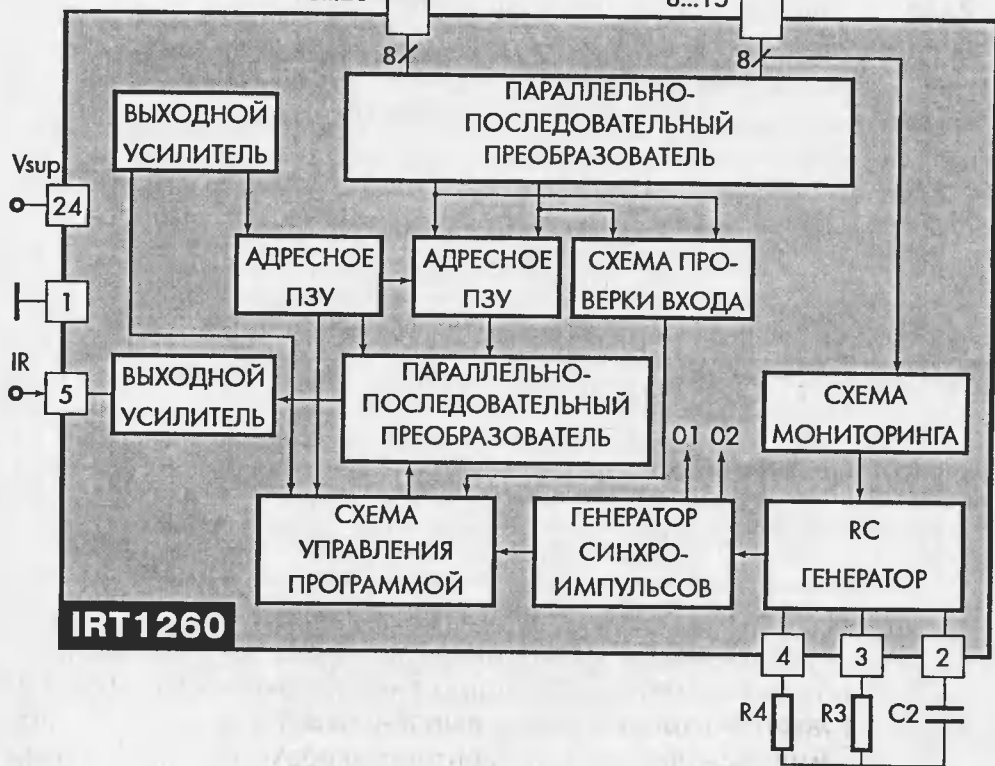 8
8
ПАРАЛЛЕЛЬНО-
ПОСЛЕДОВАТЕЛЬНЫЙ
ПРЕОБРАЗОВАТЕЛЬ
ВЫХОДНОЙ
УСИЛИТЕЛЬ
Vsup
24
АДРЕСНОЕ
ПЗУ
АДРЕСНОЕ
ПЗУ
СХЕМА ПРО-
ВЕРКИ ВХОДА
1
IR
5
ВЫХОДНОЙ
УСИЛИТЕЛЬ
ПАРАЛЛЕЛЬНО-
ПОСЛЕДОВАТЕЛЬНЫЙ
ПРЕОБРАЗОВАТЕЛЬ
СХЕМА
МОНИТОРИНГА
01 02
СХЕМА
УПРАВЛЕНИЯ
ПРОГРАММОЙ
ГЕНЕРАТОР
СИНХРО-
ИМПУЛЬСОВ
RC
ГЕНЕРАТОР
IRT1260
4
3
2
R4
R3
C2